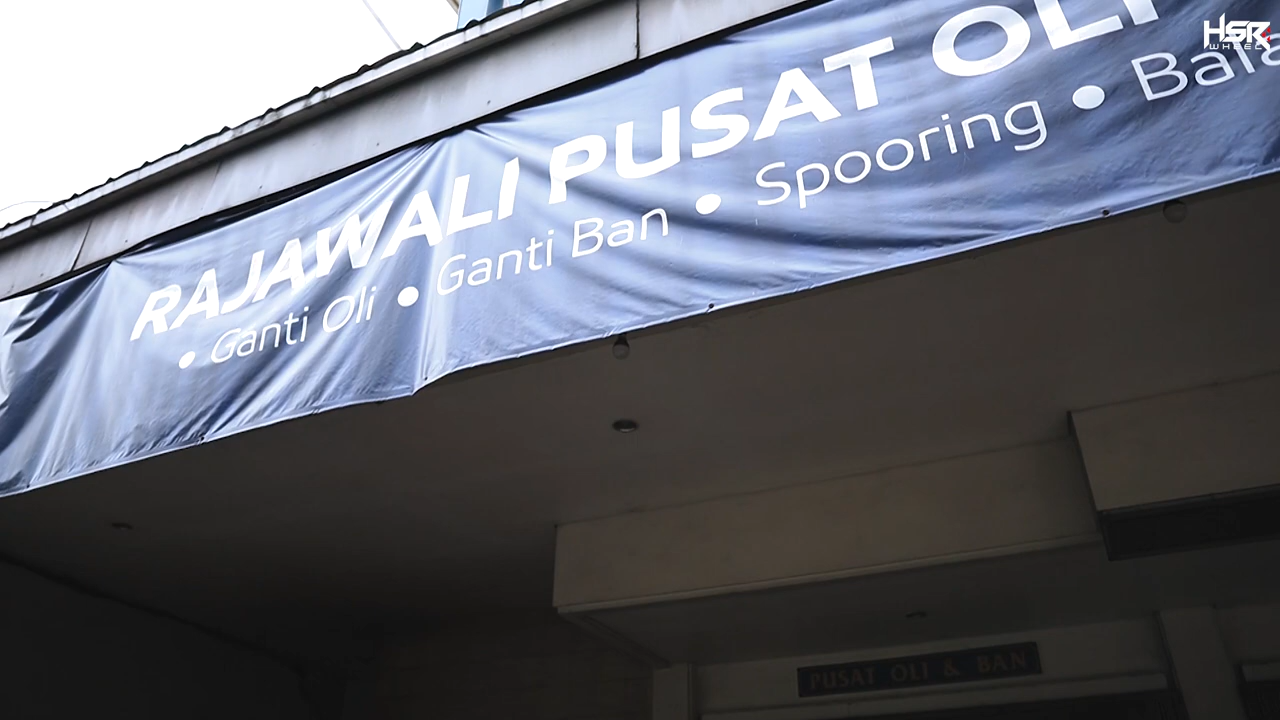 HSR
WHEEL
RAJAWALI PUSAT OLI
• Ganti Oli • Ganti Ban • Spooring • Bala
PUSAT OLI & BAN